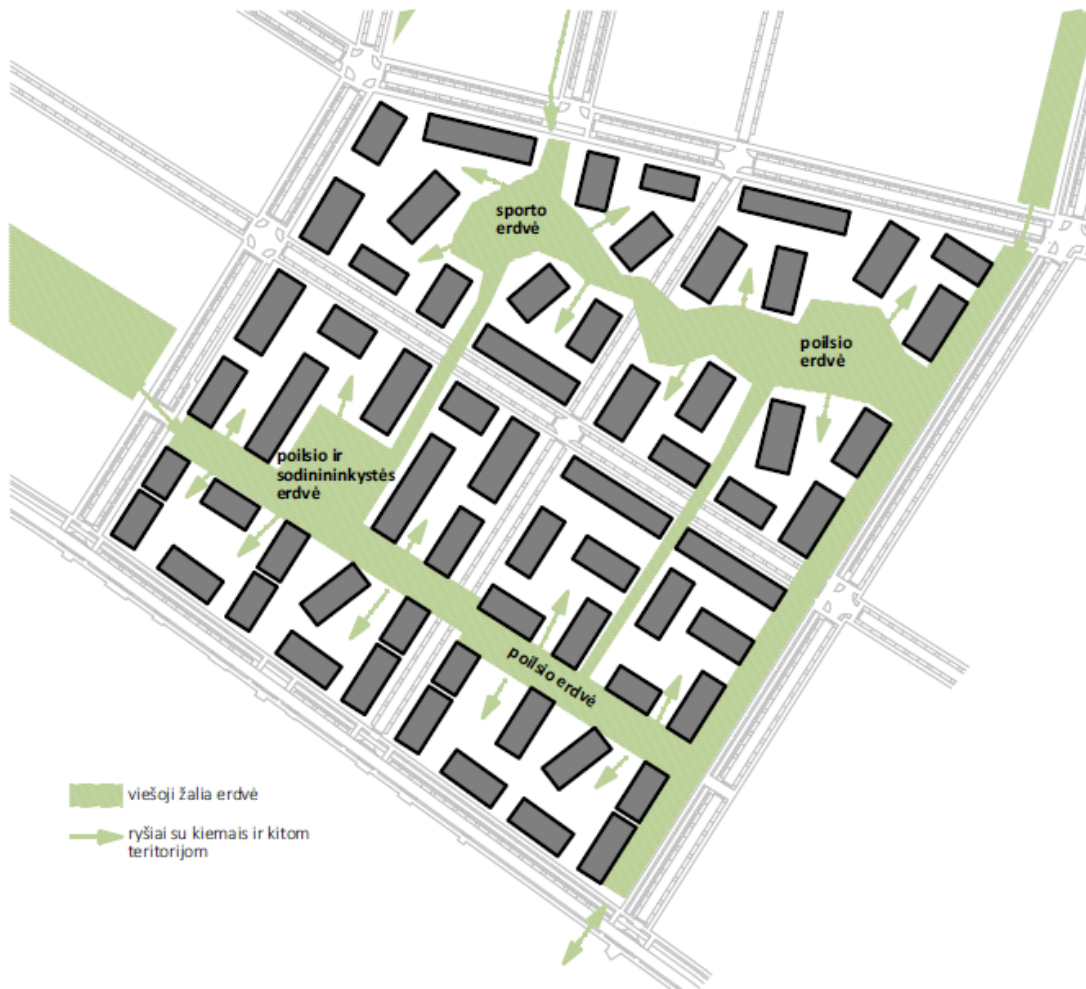 sporto
erdvė
poilsio
erdvė
poilsio ir
sodinininkystės
erdvė
poilsio erdvė
viešoji žalia erdvė
ryšiai su kiemais ir kitom
teritorijom